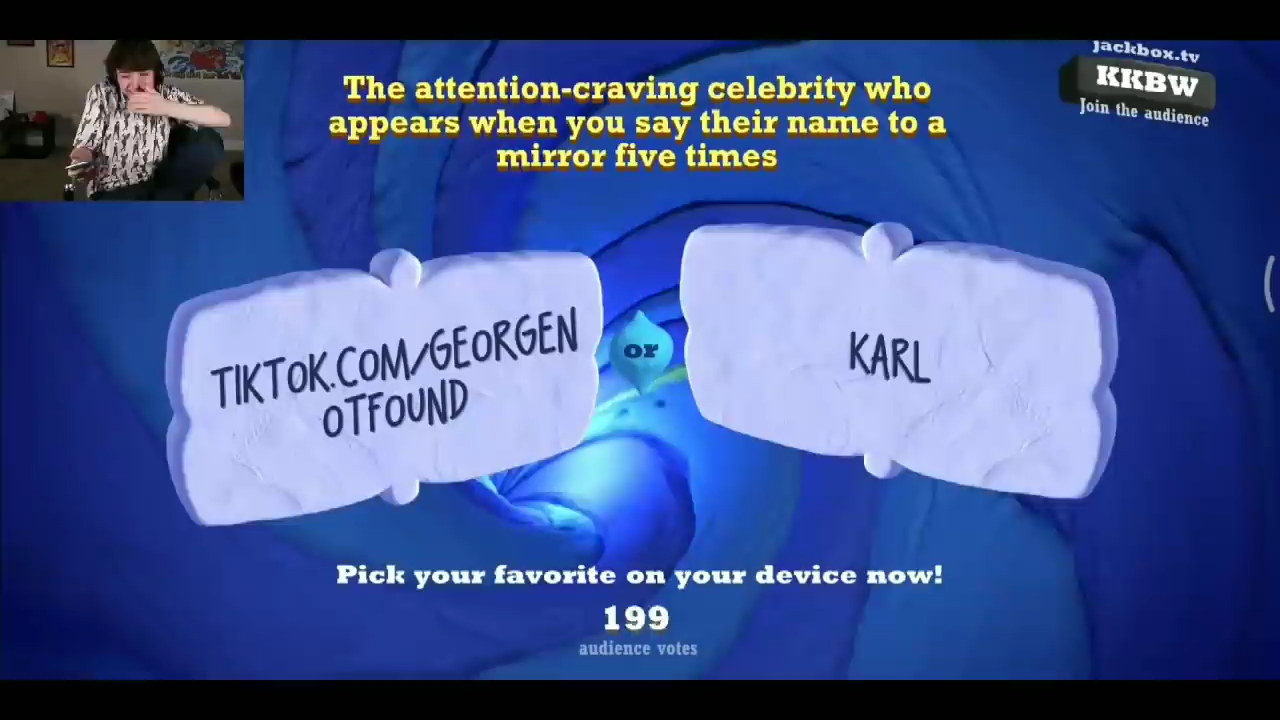 jackbox.tv
KKBW
Join the audience
The attention-craving celebrity who
appears when you say their name to a
mirror five times
TIKTOK.COM/GEORGEN
OTFOUND
or
KARL
Pick your favorite on your device now!
199
audience votes